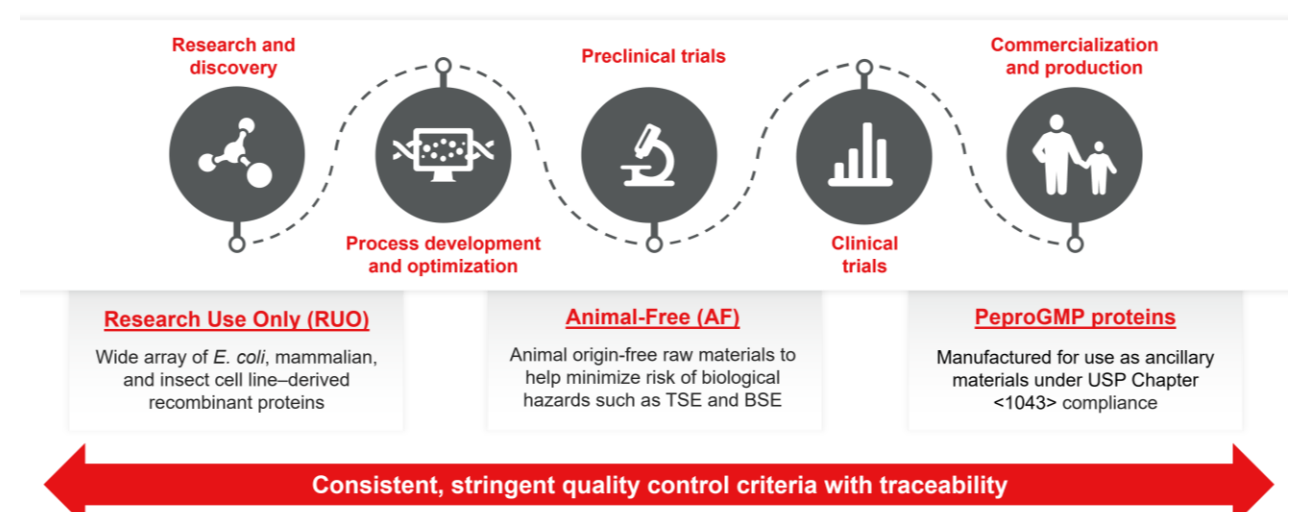 Research and
discovery
Preclinical trials
Commercialization
and production
Process development
and optimization
Clinical
trials
Research Use Only (RUO)
Wide array of E. coli, mammalian,
and insect cell line–derived
recombinant proteins
Animal-Free (AF)
Animal origin-free raw materials to
help minimize risk of biological
hazards such as TSE and BSE
PeproGMP proteins
Manufactured for use as ancillary
materials under USP Chapter
<1043> compliance
Consistent, stringent quality control criteria with traceability